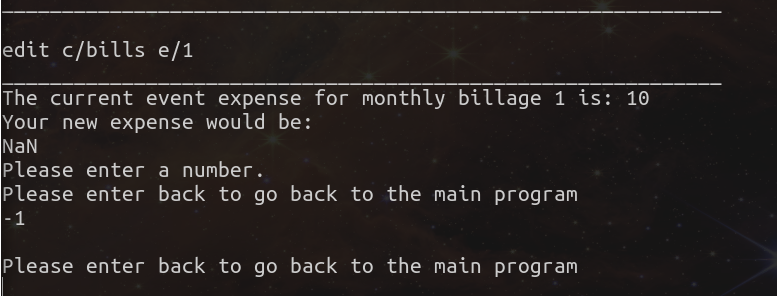 ____________________________________________________________
edit c/bills e/1
____________________________________________________________
The current event expense for monthly billage 1 is: 10
Your new expense would be:
NaN
Please enter a number.
Please enter back to go back to the main program
-1
Please enter back to go back to the main program